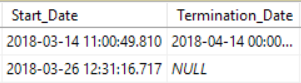 Start_Date Termination_Date
2018-03-14 11:00:49.810 2018-04-14 00:00...
2018-03-26 12:31:16.717 NULL